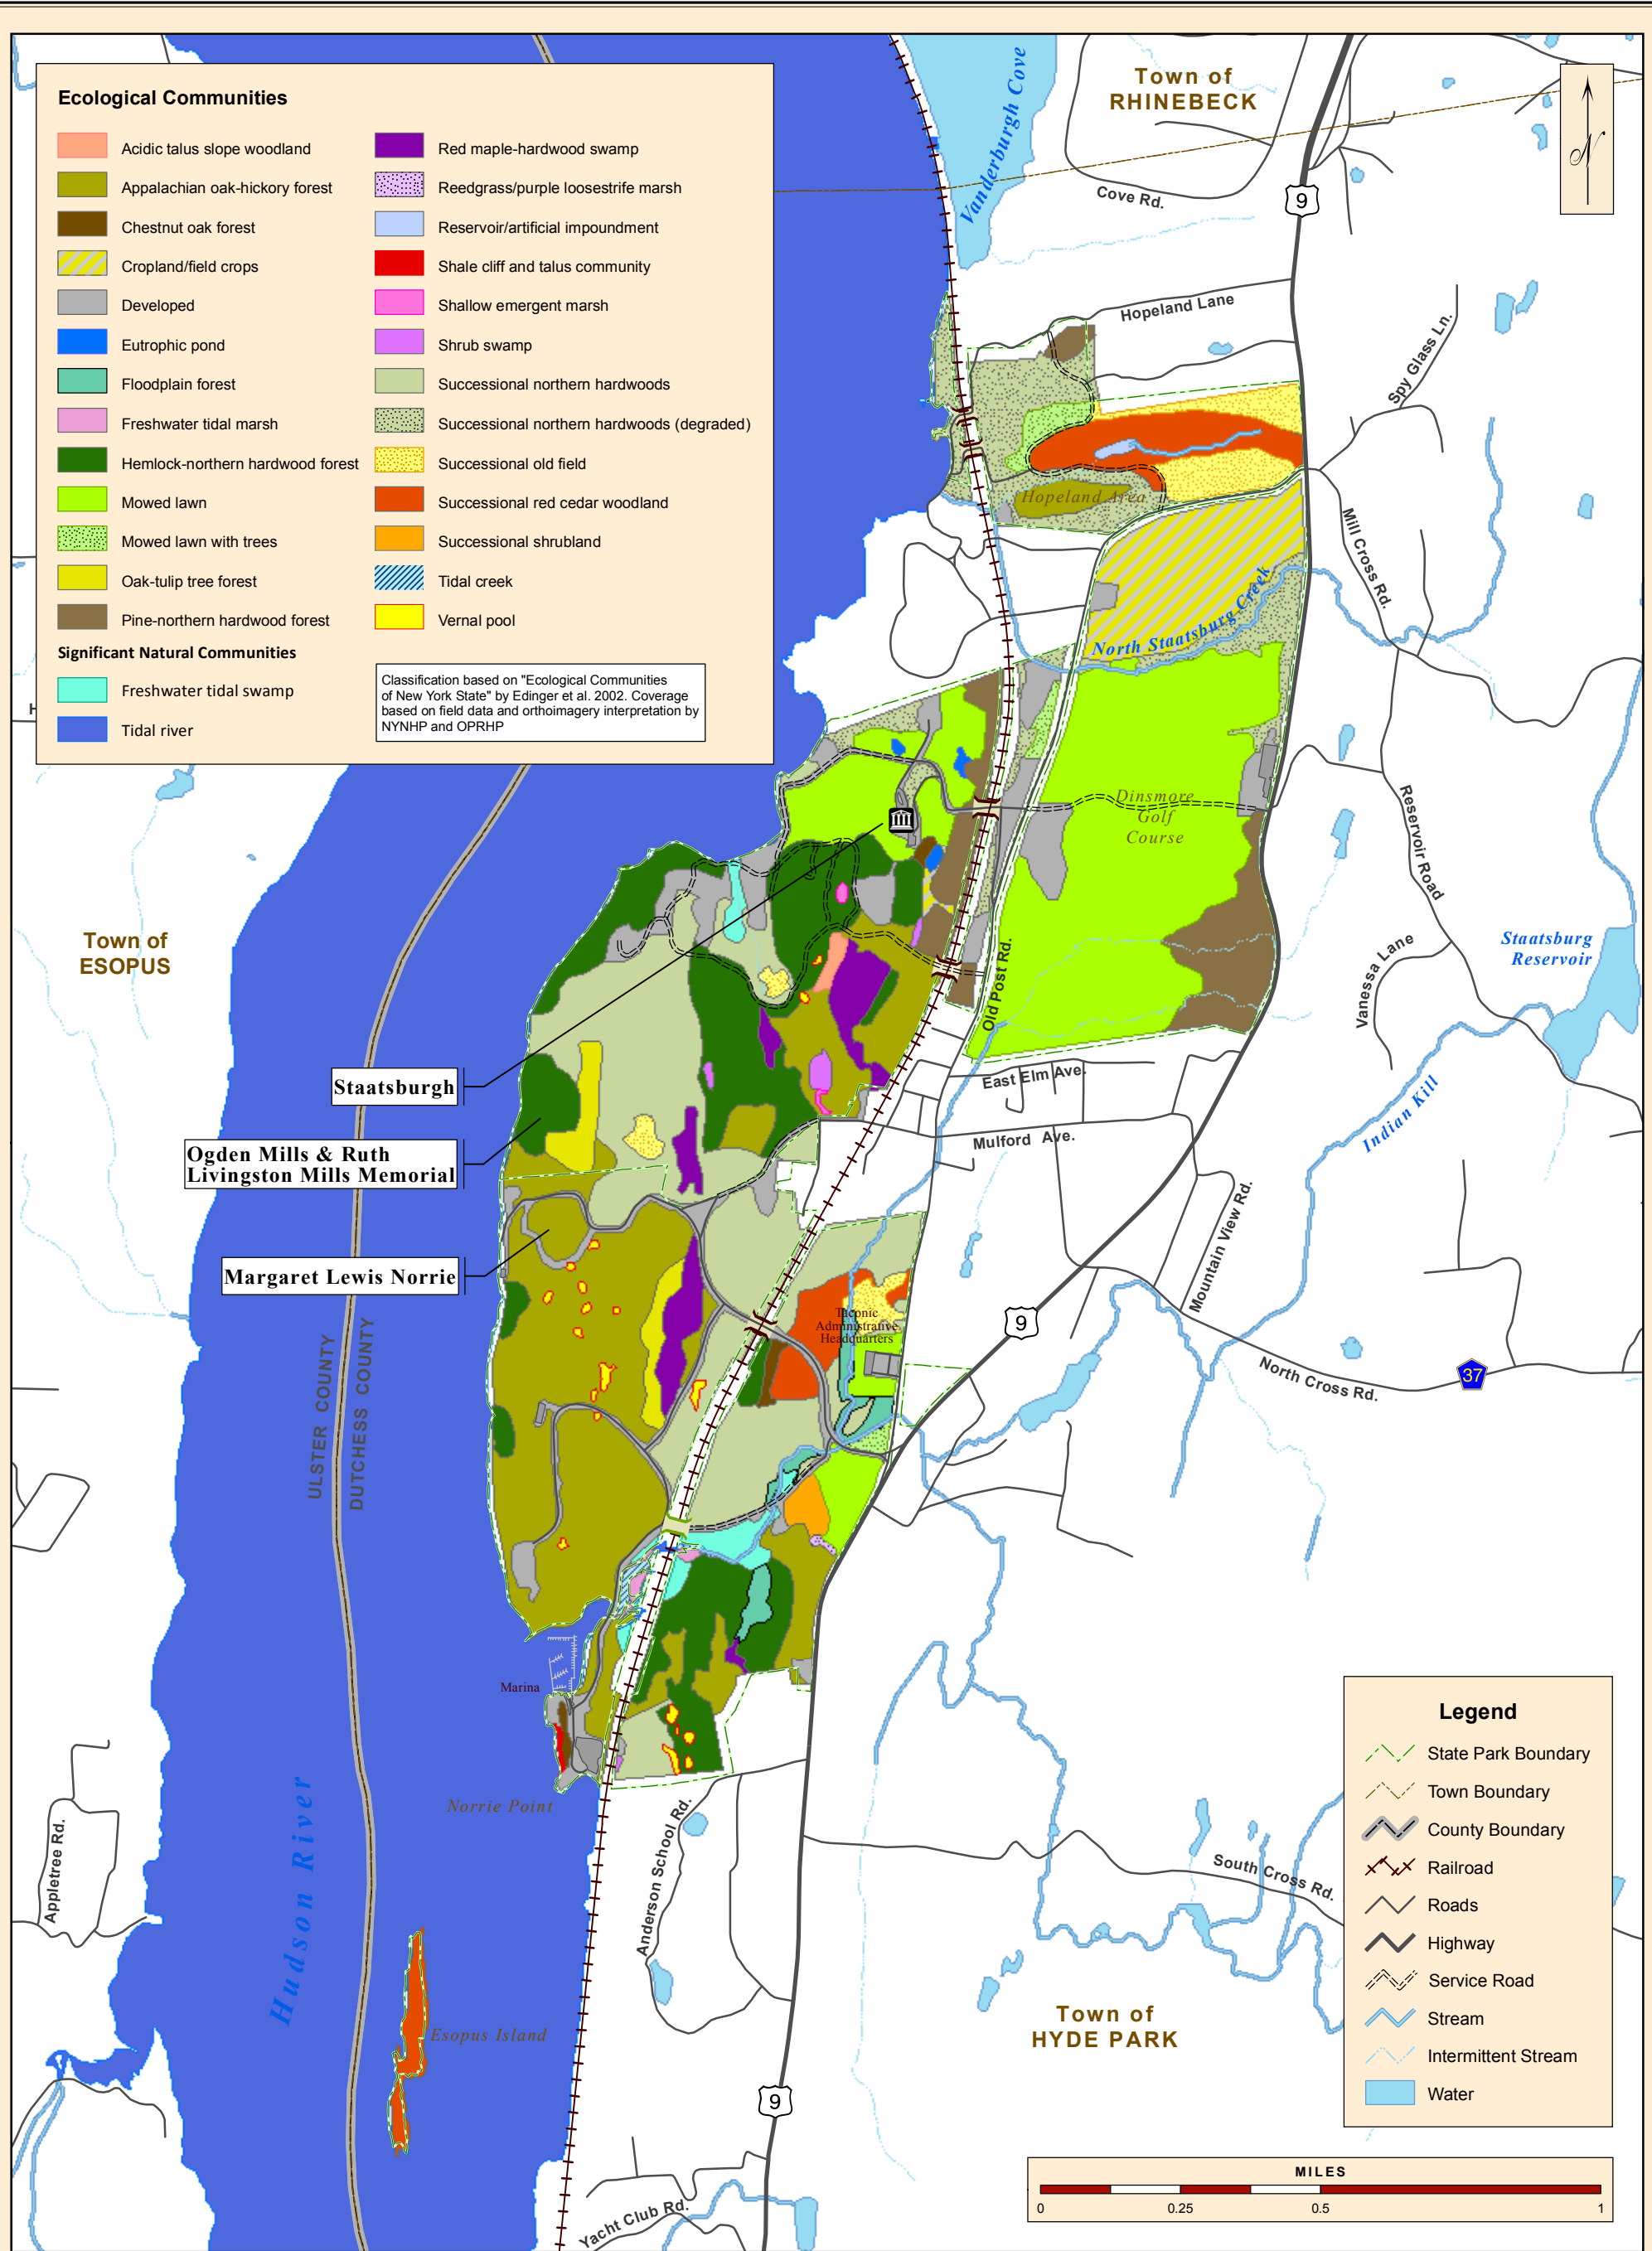 Ecological Communities
Acidic talus slope woodland
Appalachian oak-hickory forest
Chestnut oak forest
Cropland/field crops
Developed
Eutrophic pond
Floodplain forest
Freshwater tidal marsh
Hemlock-northern hardwood forest
Mowed lawn
Mowed lawn with trees
Oak-tulip tree forest
Pine-northern hardwood forest
Red maple-hardwood swamp
Reedgrass/purple loosestrife marsh
Reservoir/artificial impoundment
Shale cliff and talus community
Shallow emergent marsh
Shrub swamp
Successional northern hardwoods
Successional northern hardwoods (degraded)
Successional old field
Successional red cedar woodland
Successional shrubland
Tidal creek
Vernal pool
Significant Natural Communities
Freshwater tidal swamp
Tidal river
Classification based on "Ecological Communities
of New York State" by Edinger et al. 2002. Coverage
based on field data and orthoimagery interpretation by
NYNHP and OPRHP
Vanderburgh Cove
Town of
RHINEBECK
N
Cove Rd.
9
Hopeland Lane
Spy Glass Ln.
Hopeland Area
Mill Cross Rd.
North Staatsburg Creek
Dinsmore
Golf
Course
Reservoir Road
Town of
ESOPUS
Staatsburg
Reservoir
Vanessa Lane
Old Post Rd.
Staatsburgh
East Elm Ave.
Indian Kill
Mulford Ave.
Ogden Mills & Ruth
Livingston Mills Memorial
Mountain View Rd.
Margaret Lewis Norrie
Taconic
Administrative
Headquarters
9
North Cross Rd.
37
ULSTER COUNTY
DUTCHESS COUNTY
Marina
Norrie Point
Hudson River
Appletree Rd.
Anderson School Rd.
South Cross Rd.
Esopus Island
Town of
HYDE PARK
9
Yacht Club Rd.
Legend
State Park Boundary
Town Boundary
County Boundary
Railroad
Roads
Highway
Service Road
Stream
Intermittent Stream
Water
MILES
0 0.25 0.5 1